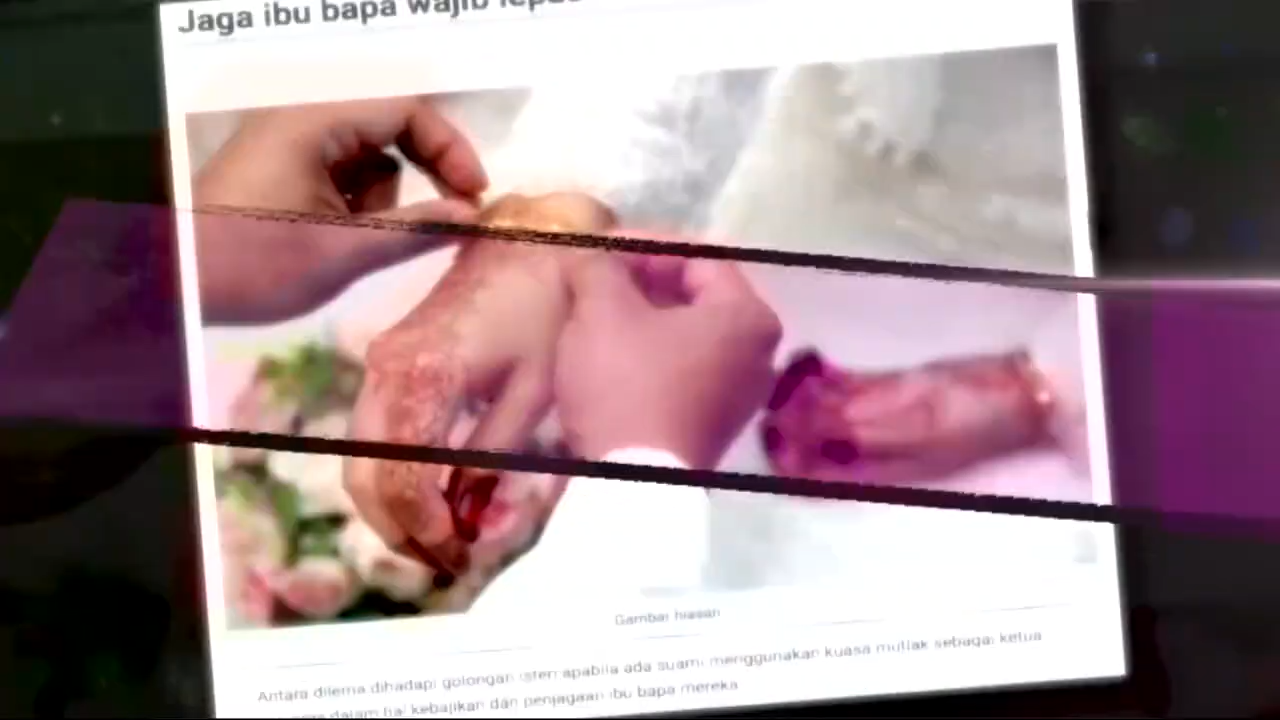 Jaga ibu bapa wajib
Gambar hiasan
Antara dilema dihadapi golongan isteri apabila ada suami menggunakan kuasa mutlak sebagai ketua
dalam hal kebajikan dan penjagaan ibu bapa mereka